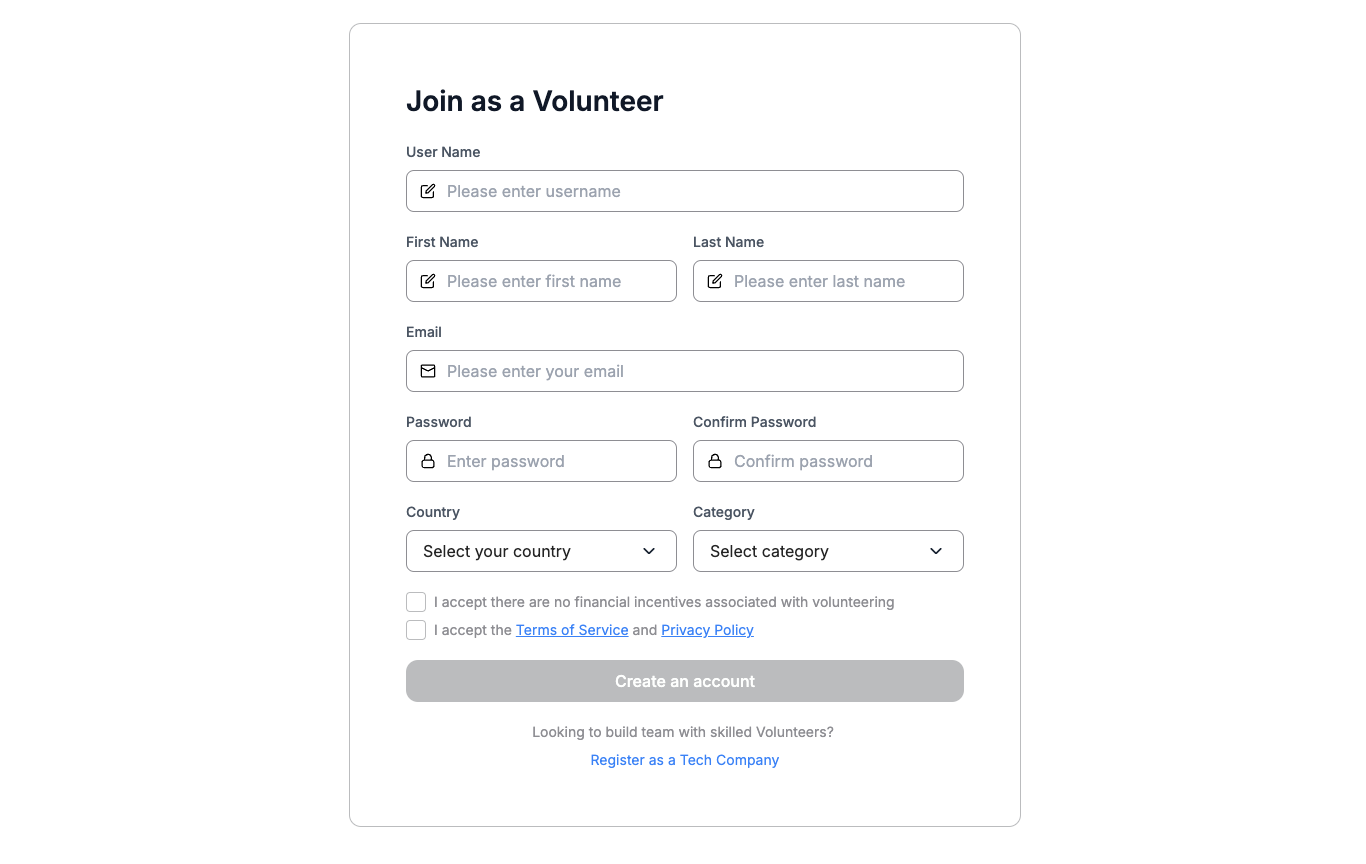 Join as a Volunteer
User Name
Please enter username
First Name
Last Name
Please enter first name
Please enter last name
Email
Please enter your email
Password
Confirm Password
Enter password
Confirm password
Country
Category
Select your country
Select category
I accept there are no financial incentives associated with volunteering
I accept the Terms of Service and Privacy Policy
Create an account
Looking to build team with skilled Volunteers?
Register as a Tech Company